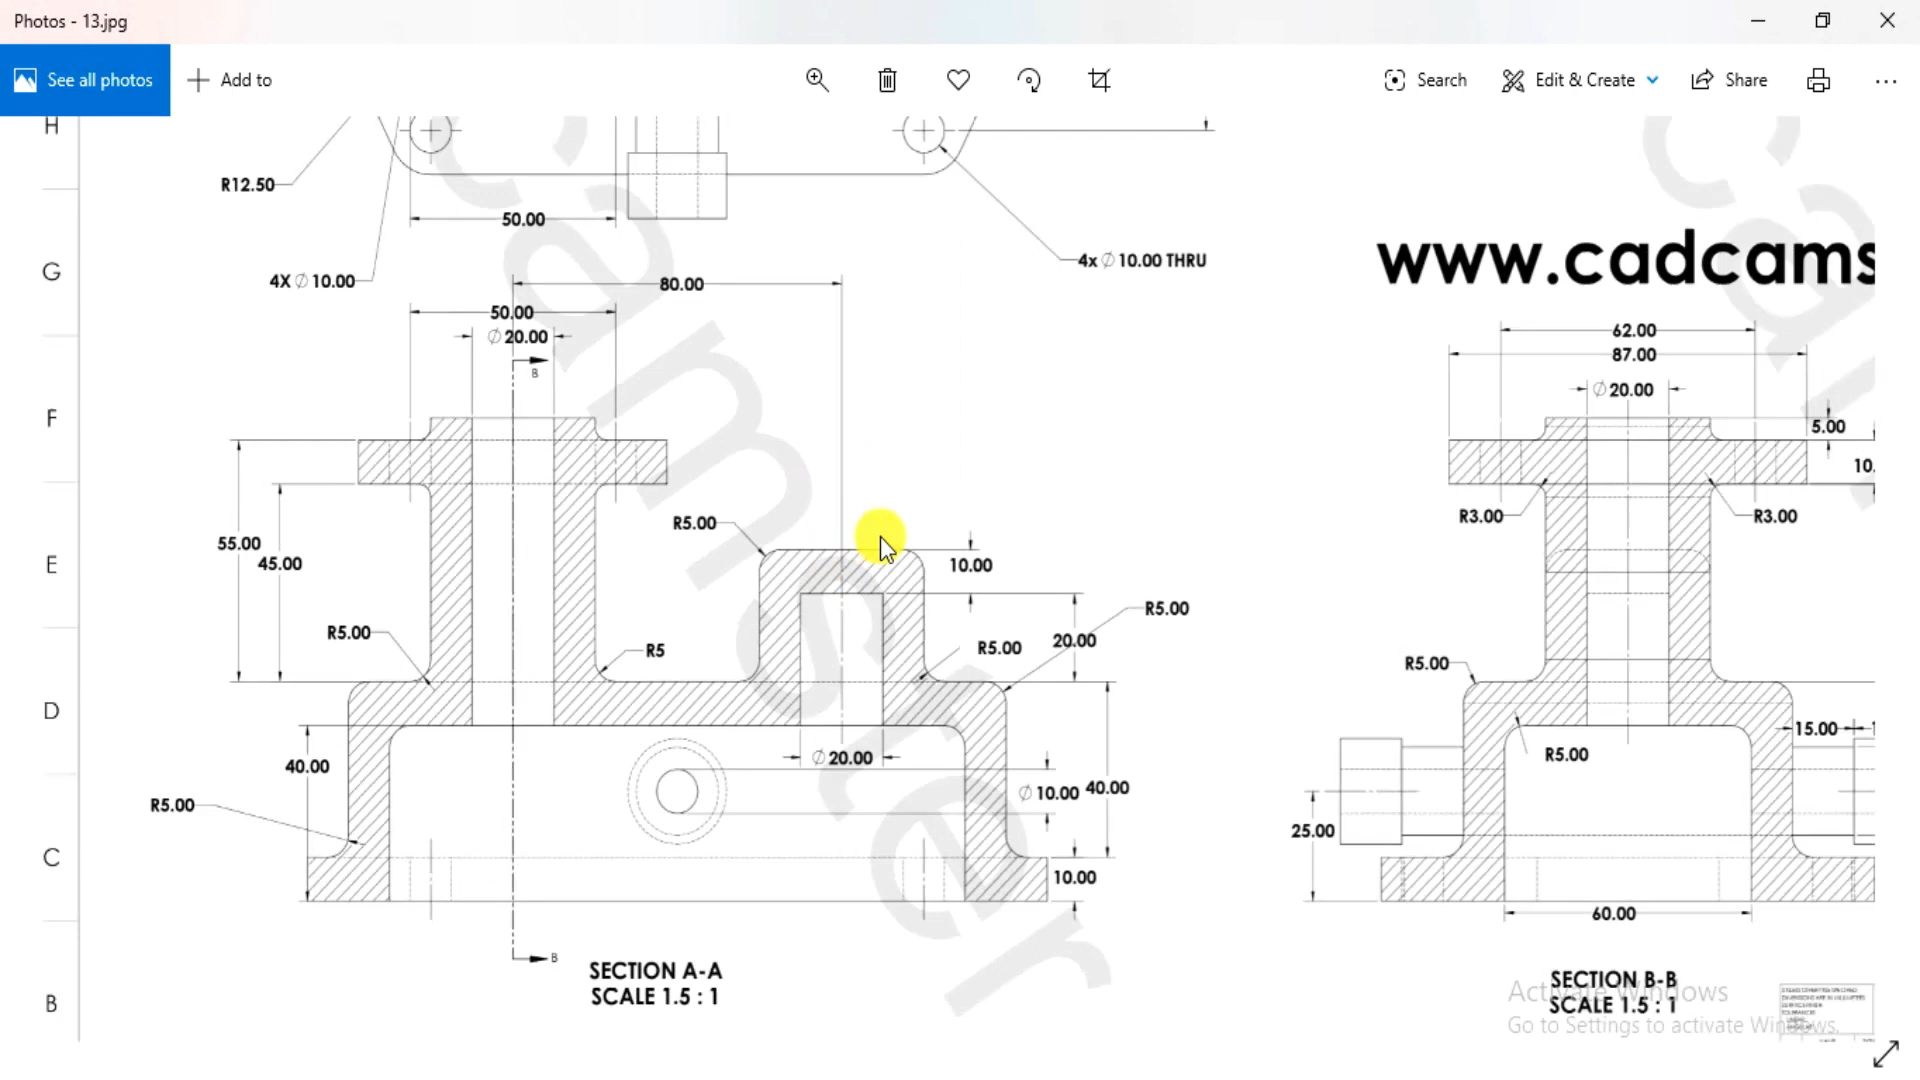 Photos - 13.jpg
See all photos
Add to
Search
Edit & Create
Share
H
R12.50
50.00
G
4X ∅ 10.00
80.00
4x ∅ 10.00 THRU
www.cadcams
50.00
∅ 20.00
B
62.00
87.00
∅ 20.00
F
5.00
10.
55.00
45.00
R5.00
10.00
R3.00
R3.00
E
R5.00
R5
R5.00
20.00
R5.00
R5.00
D
40.00
∅ 20.00
∅ 10.00
40.00
R5.00
15.00
R5.00
25.00
C
10.00
60.00
B
SECTION A-A
SCALE 1.5 : 1
SECTION B-B
SCALE 1.5 : 1
B
Activate Windows
Go to Settings to activate Windows.
camster
cam